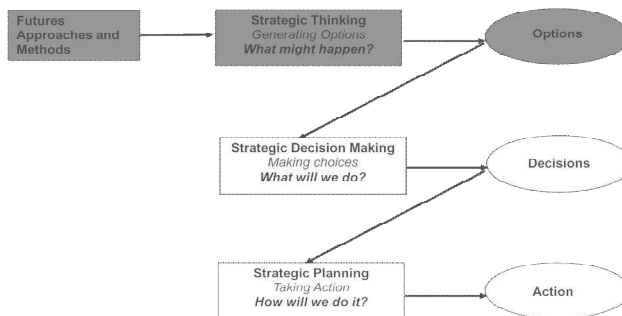 Futures
Approaches and
Methods
Strategic Thinking
Generating Options
What might happen?
Options
Strategic Decision Making
Making choices
What will we do?
Decisions
Strategic Planning
Taking Action
How will we do it?
Action